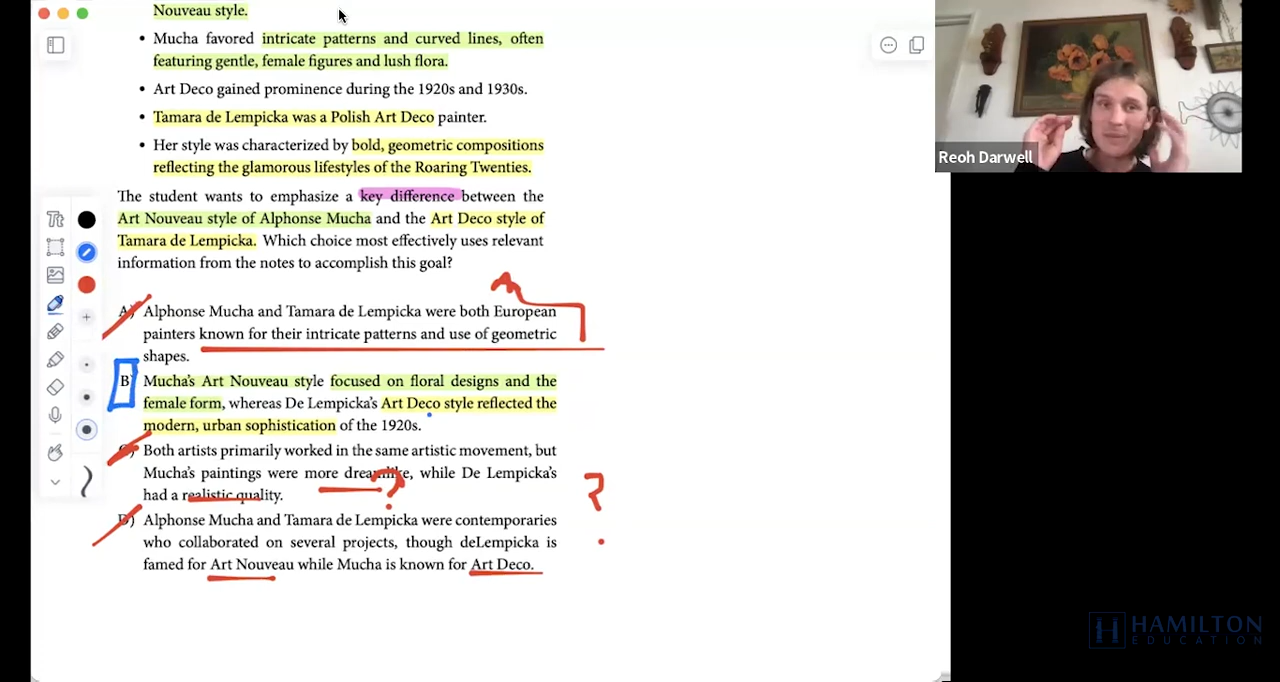 Nouveau style.
• Mucha favored intricate patterns and curved lines, often
featuring gentle, female figures and lush flora.
• Art Deco gained prominence during the 1920s and 1930s.
• Tamara de Lempicka was a Polish Art Deco painter.
• Her style was characterized by bold, geometric compositions
reflecting the glamorous lifestyles of the Roaring Twenties.
The student wants to emphasize a key difference between the
Art Nouveau style of Alphonse Mucha and the Art Deco style of
Tamara de Lempicka. Which choice most effectively uses relevant
information from the notes to accomplish this goal?
A) Alphonse Mucha and Tamara de Lempicka were both European
painters known for their intricate patterns and use of geometric
shapes.
B) Mucha's Art Nouveau style focused on floral designs and the
female form, whereas De Lempicka's Art Deco style reflected the
modern, urban sophistication of the 1920s.
C) Both artists primarily worked in the same artistic movement, but
Mucha's paintings were more dreamlike, while De Lempicka's
had a realistic quality.
?
?
D) Alphonse Mucha and Tamara de Lempicka were contemporaries
who collaborated on several projects, though deLempicka is
famed for Art Nouveau while Mucha is known for Art Deco.
Tt
Reoh Darwell
HAMILTON
EDUCATION